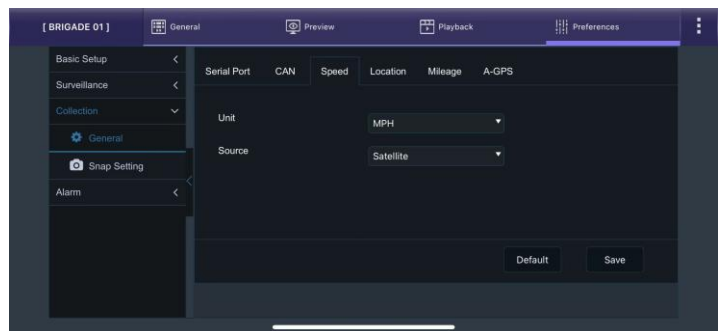 [ BRIGADE 01 ] General Preview Playback Preferences
Basic Setup
Surveillance
Collection
General
Snap Setting
Alarm
Serial Port CAN Speed Location Mileage A-GPS
Unit MPH
Source Satellite
Default Save